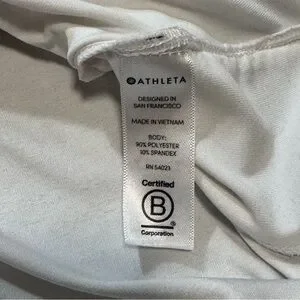 ATHLETA
DESIGNED IN
SAN FRANCISCO
MADE IN VIETNAM
BODY:
90% POLYESTER
10% SPANDEX
RN 54023
Certified
B
®
Corporation